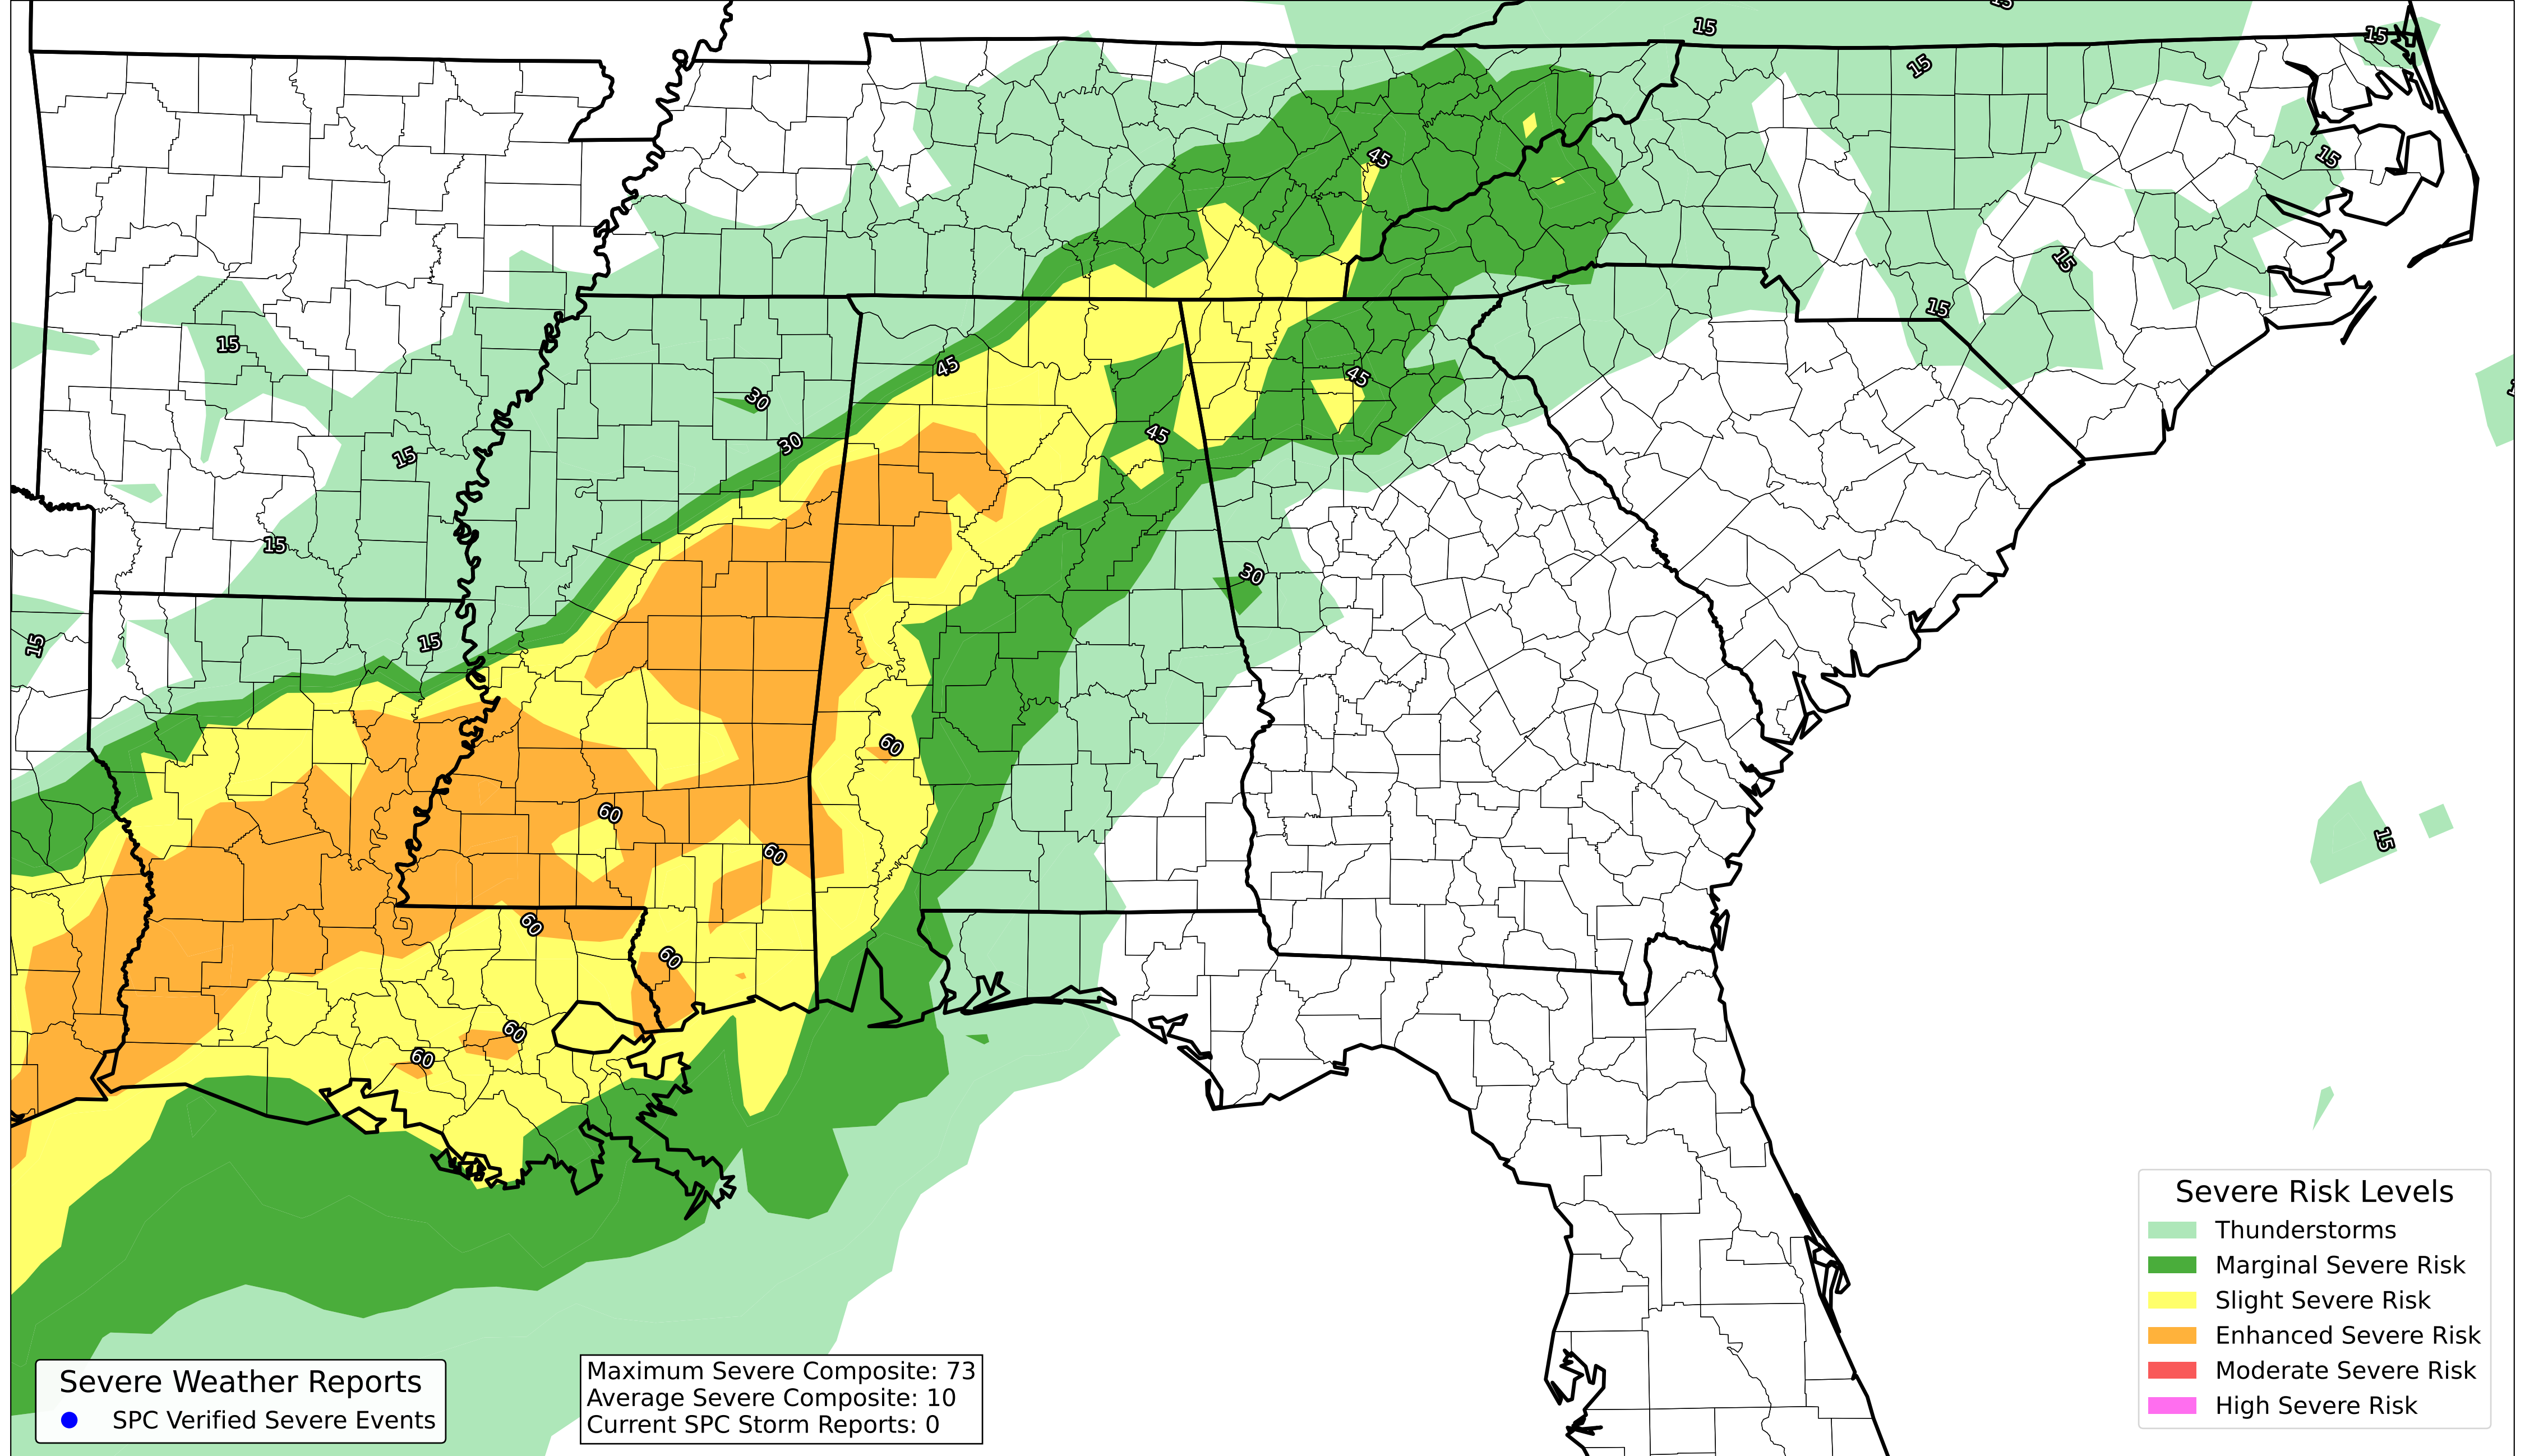 15
15
15
15
45
15
15
15
15
45
45
30
30
45
15
15
30
15
15
60
60
60
15
60
60
60
60
Severe Risk Levels
Thunderstorms
Marginal Severe Risk
Slight Severe Risk
Enhanced Severe Risk
Moderate Severe Risk
High Severe Risk
Severe Weather Reports
SPC Verified Severe Events
Maximum Severe Composite: 73
Average Severe Composite: 10
Current SPC Storm Reports: 0